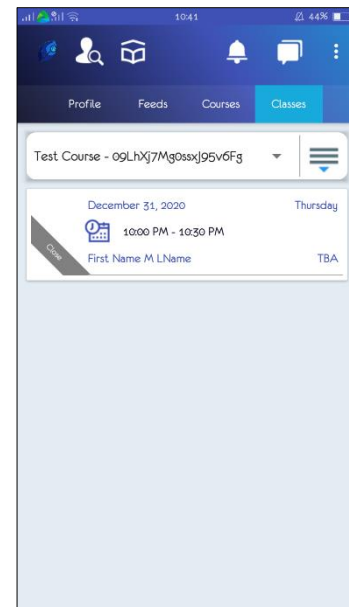 10:41 44%
Profile Feeds Courses Classes
Test Course - 09LhXj7Mg0ssxJ95v6Fg
December 31, 2020 Thursday
10:00 PM - 10:30 PM
Close
First Name M LName TBA